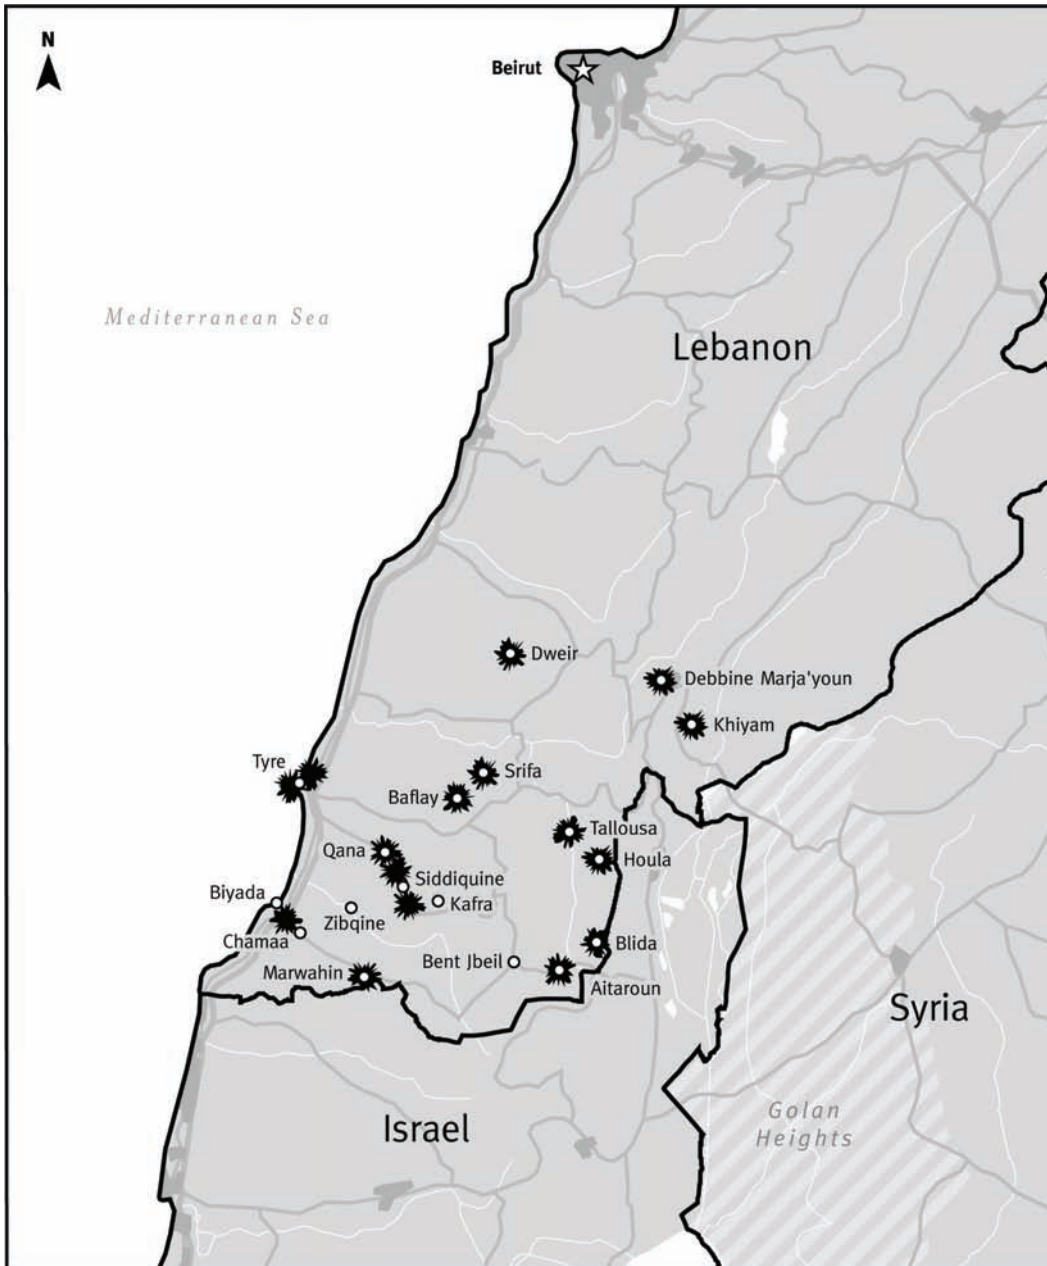 N
Beirut
Mediterranean Sea
Lebanon
Dweir
Debbine Marja'youn
Khiyam
Tyre
Srifa
Baflay
Tallousa
Qana
Houla
Siddiquine
Biyada
Kafra
Zibqine
Chamaa
Blida
Bent Jbeil
Marwahin
Aitaroun
Syria
Golan
Heights
Israel